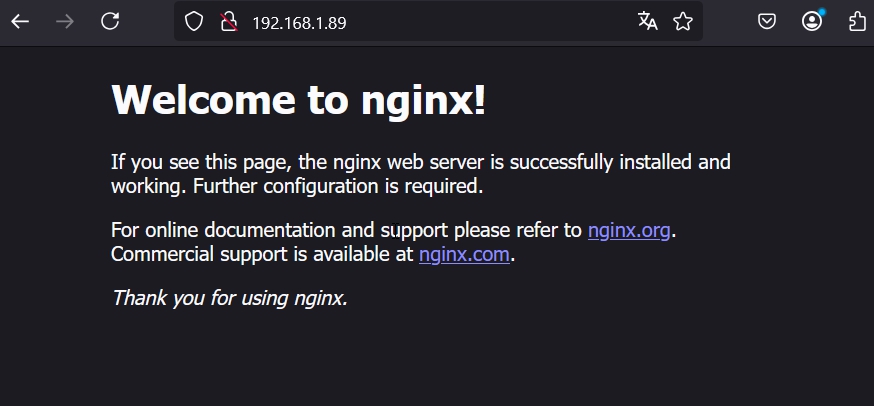 192.168.1.89
Welcome to nginx!
If you see this page, the nginx web server is successfully installed and
working. Further configuration is required.
For online documentation and support please refer to nginx.org.
Commercial support is available at nginx.com.
Thank you for using nginx.